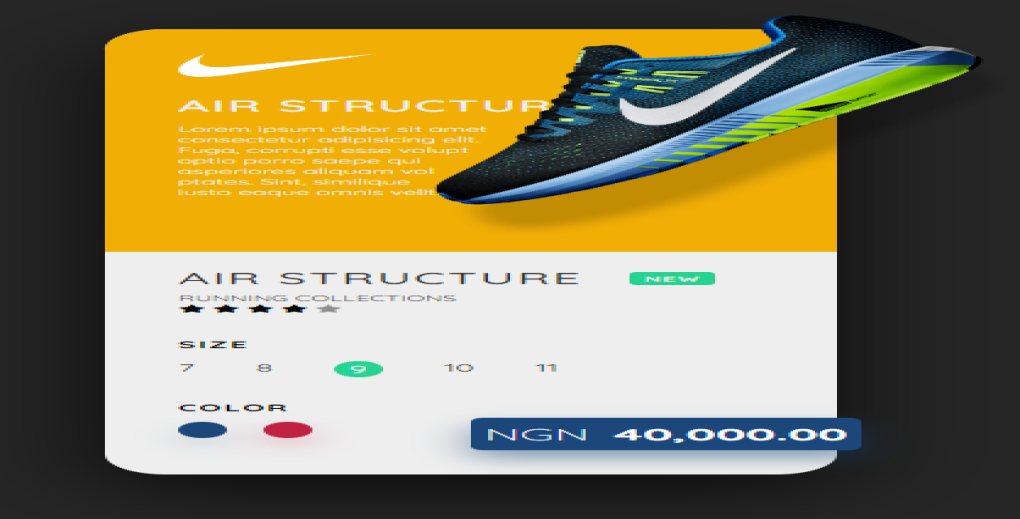 AIR STRUCTUR
Lorem ipsum dolor sit amet
consectetur adipisicing elit.
Fuga, corrupti esse volupt
optio porro saepe qui
asperiores aliquam vol
ptates. Sint, similique
iusto eaque omnis velit
AIR STRUCTURE NEW
RUNNING COLLECTIONS
SIZE
7 8 9 10 11
COLOR
NGN 40,000.00